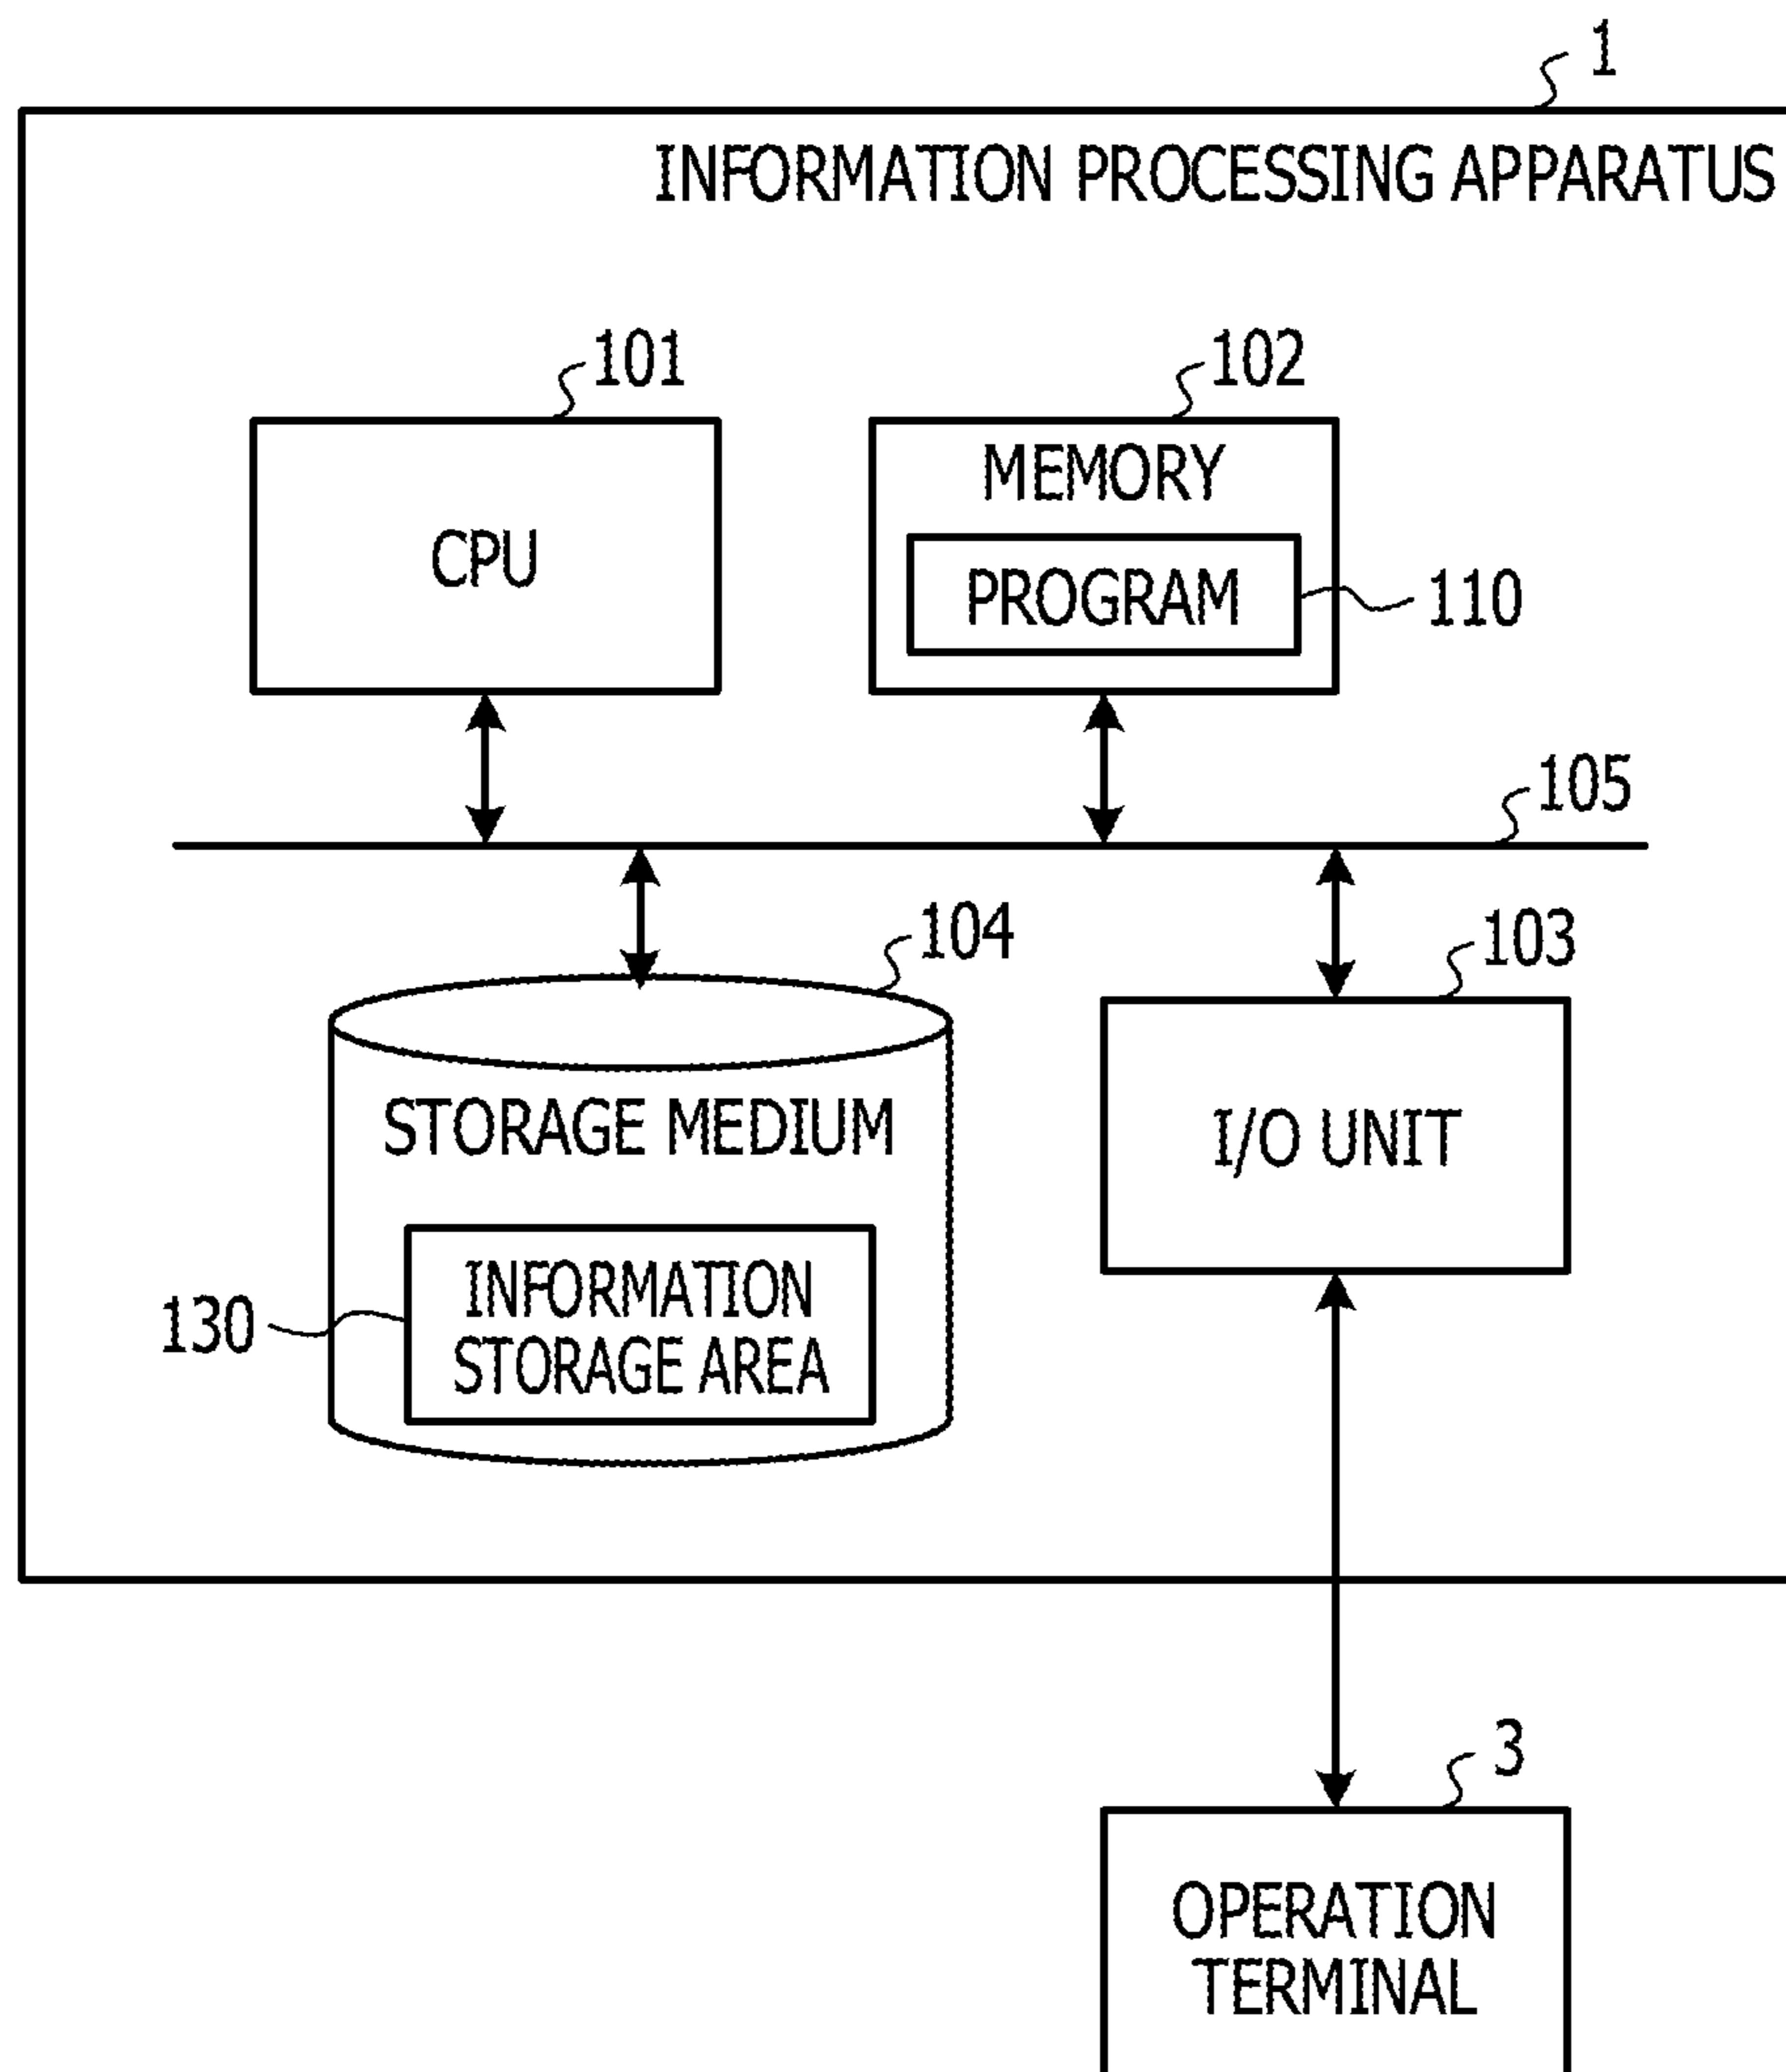 1
INFORMATION PROCESSING APPARATUS
101
102
CPU
MEMORY
PROGRAM
110
105
104
103
STORAGE MEDIUM
I/O UNIT
130
INFORMATION
STORAGE AREA
3
OPERATION
TERMINAL